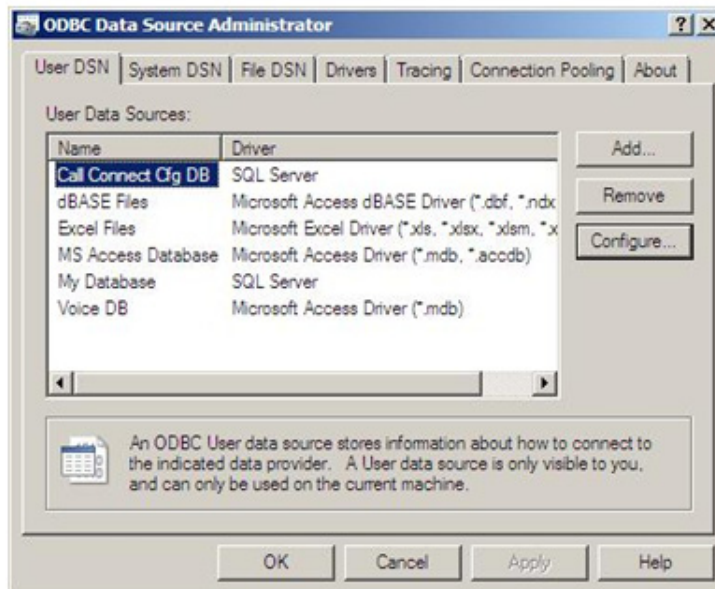 ODBC Data Source Administrator
User DSN System DSN File DSN Drivers Tracing Connection Pooling About
User Data Sources:
Name Driver
Call Connect Cfg DB SQL Server
dBASE Files Microsoft Access dBASE Driver (*.dbf, *.ndx
Excel Files Microsoft Excel Driver (*.xls, *.xlsx, *.xlsm, *.x
MS Access Database Microsoft Access Driver (*.mdb, *.accdb)
My Database SQL Server
Voice DB Microsoft Access Driver (*.mdb)
Add...
Remove
Configure...
An ODBC User data source stores information about how to connect to
the indicated data provider. A User data source is only visible to you,
and can only be used on the current machine.
OK Cancel Apply Help